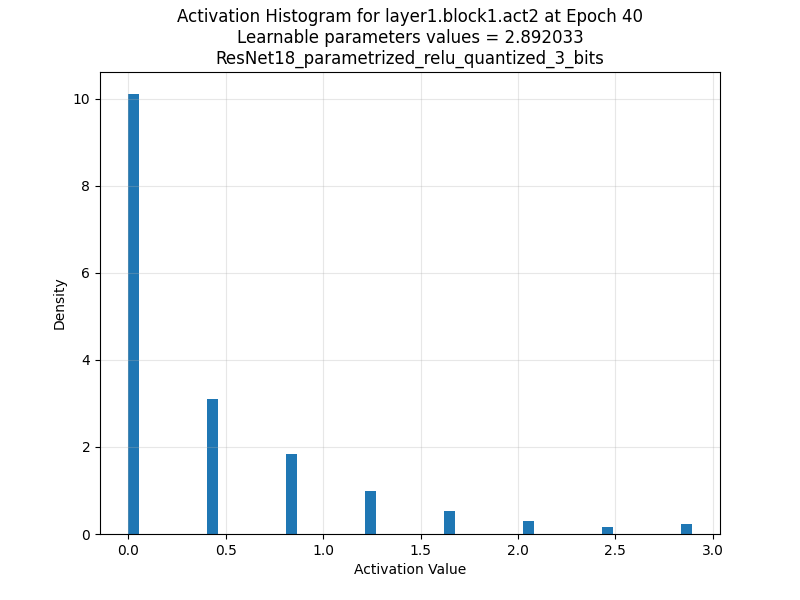 Activation Histogram for layer1.block1.act2 at Epoch 40
Learnable parameters values = 2.892033
ResNet18_parametrized_relu_quantized_3_bits
10
8
6
4
2
0
Density
0.0 0.5 1.0 1.5 2.0 2.5 3.0
Activation Value